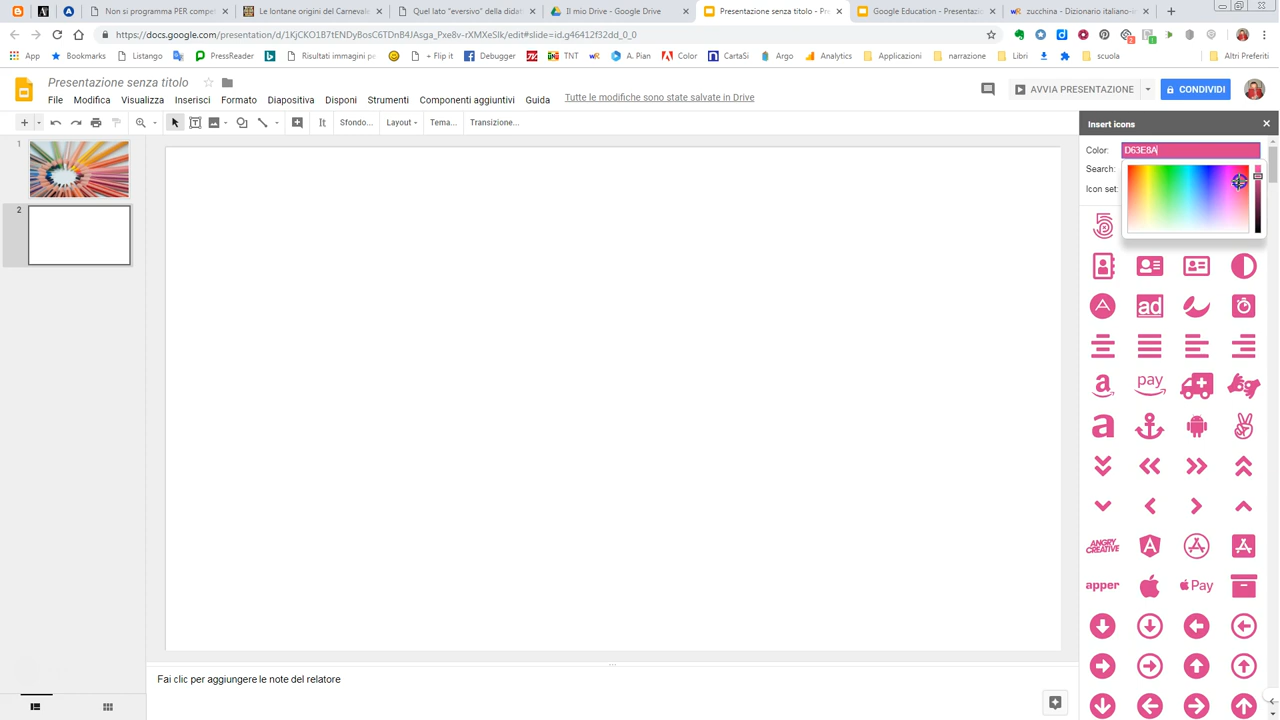 Non si programma PER compet
Le lontane origini del Carnevale
Quel lato "eversivo" della didat
Il mio Drive - Google Drive
Presentazione senza titolo - Pr
Google Education - Presentazio
zucchina - Dizionario italiano-i
https://docs.google.com/presentation/d/1KjCKO1B7tENDyBosC6TDnB4JAsga_Pxe8v-rXMXeSlk/edit#slide=id.g46412f32dd_0_0
App
Bookmarks
Listango
PressReader
Risultati immagini pe
+ Flip it
Debugger
TNT
A. Pian
Color
CartaSi
Argo
Analytics
Applicazioni
narrazione
Libri
scuola
Altri Preferiti
Presentazione senza titolo
File Modifica Visualizza Inserisci Formato Diapositiva Disponi Strumenti Componenti aggiuntivi Guida
Tutte le modifiche sono state salvate in Drive
AVVIA PRESENTAZIONE
CONDIVIDI
Sfondo... Layout Tema... Transizione...
1
2
Insert icons
Color: D63E8A
Search:
Icon set:
ad
a pay
a
ANGRY CREATIVE A
apper Pay
Fai clic per aggiungere le note del relatore